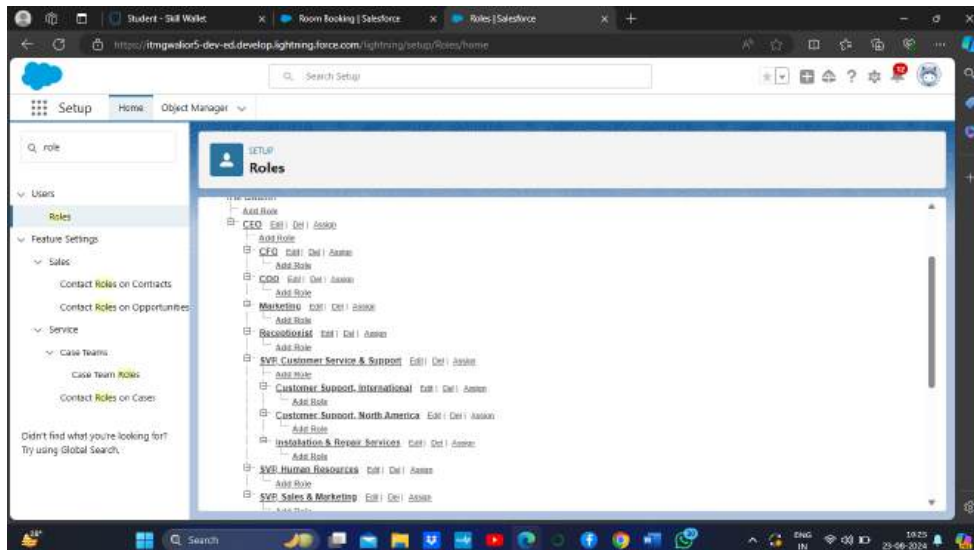 Student - Skill Wallet
Room Booking | Salesforce
Roles | Salesforce
https://itmgwalior5-dev-ed.develop.lightning.force.com/lightning/setup/Roles/home
Search Setup
Setup
Home
Object Manager
role
Users
Roles
Feature Settings
Sales
Contact Roles on Contracts
Contact Roles on Opportunities
Service
Case Teams
Case Team Roles
Contact Roles on Cases
Didn't find what you're looking for?
Try using Global Search.
SETUP
Roles
Add Role
CEO Edit | Del | Assign
Add Role
CFO Edit | Del | Assign
Add Role
COO Edit | Del | Assign
Add Role
Marketing Edit | Del | Assign
Add Role
Receptionist Edit | Del | Assign
Add Role
SVP, Customer Service & Support Edit | Del | Assign
Add Role
Customer Support, International Edit | Del | Assign
Add Role
Customer Support, North America Edit | Del | Assign
Add Role
Installation & Repair Services Edit | Del | Assign
Add Role
SVP, Human Resources Edit | Del | Assign
Add Role
SVP, Sales & Marketing Edit | Del | Assign
Add Role
Search
ENG
IN
10:25
23-06-2024